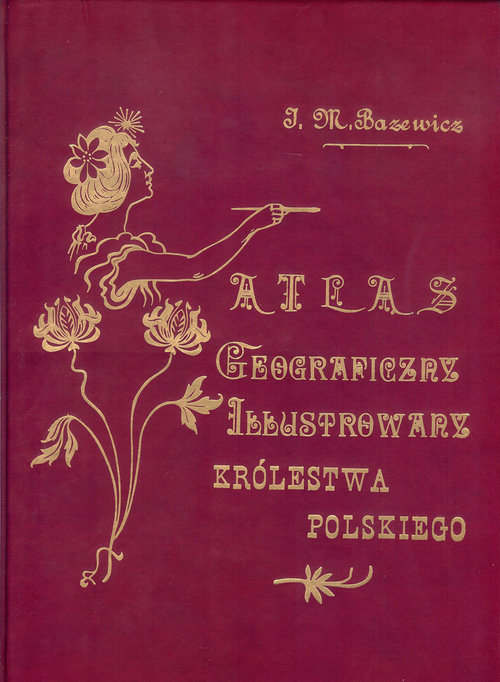 J. M. Bazewicz
ATLAS
GEOGRAFICZNY
ILLUSTROWANY
KRÓLESTWA
POLSKIEGO